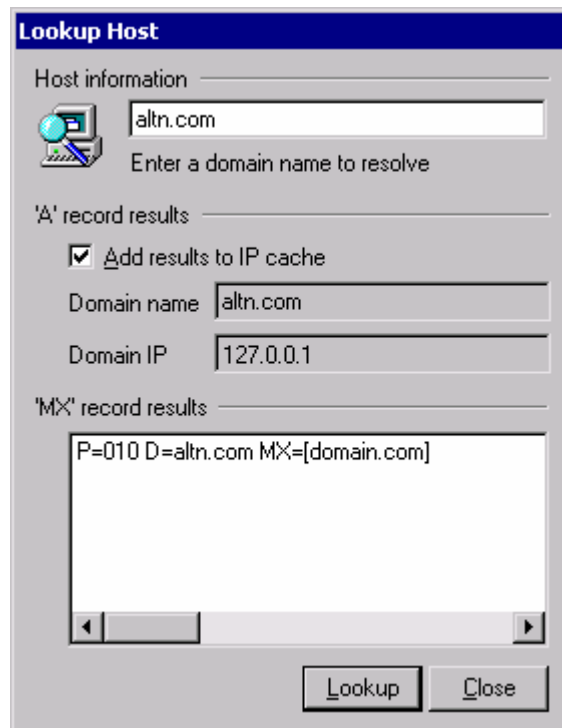 Lookup Host
Host information
altn.com
Enter a domain name to resolve
'A' record results
Add results to IP cache
Domain name altn.com
Domain IP 127.0.0.1
'MX' record results
P=010 D=altn.com MX=[domain.com]
Lookup Close